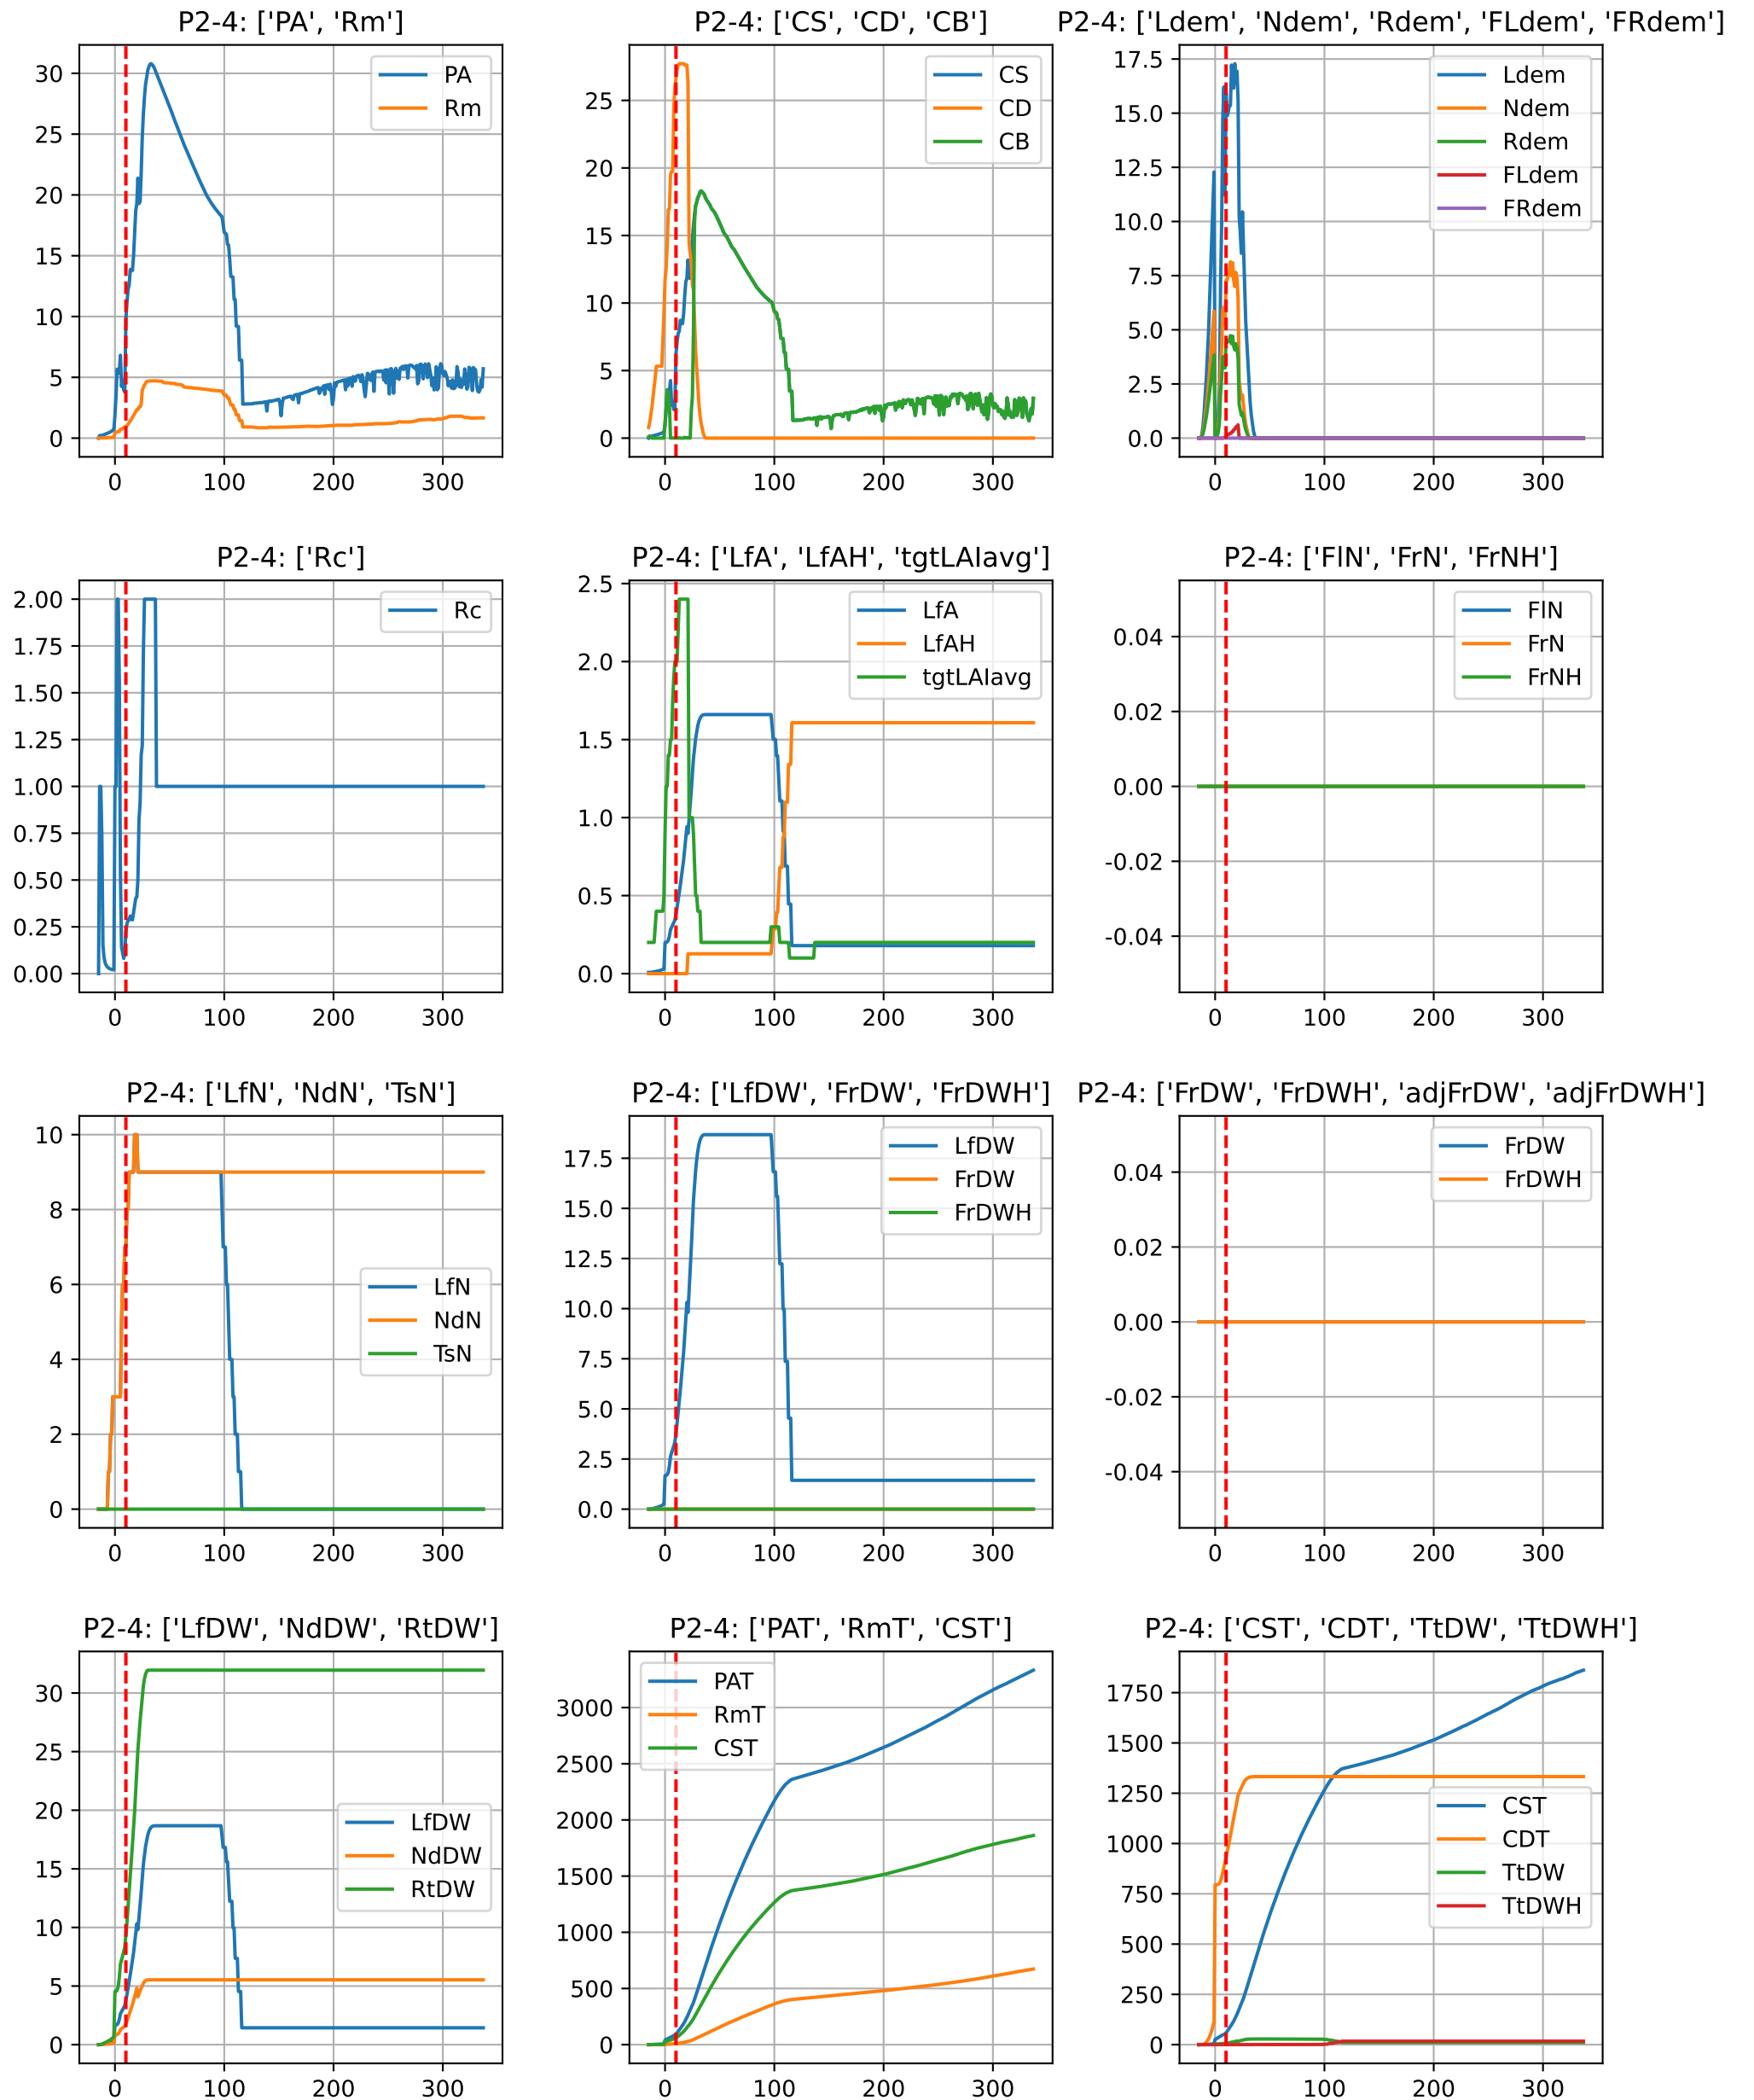 P2-4: ['PA', 'Rm']
PA
Rm
30
25
20
15
10
5
0
0 100 200 300
P2-4: ['CS', 'CD', 'CB']
CS
CD
CB
25
20
15
10
5
0
0 100 200 300
P2-4: ['Ldem', 'Ndem', 'Rdem', 'FLdem', 'FRdem']
Ldem
Ndem
Rdem
FLdem
FRdem
17.5
15.0
12.5
10.0
7.5
5.0
2.5
0.0
0 100 200 300
P2-4: ['Rc']
Rc
2.00
1.75
1.50
1.25
1.00
0.75
0.50
0.25
0.00
0 100 200 300
P2-4: ['LfA', 'LfAH', 'tgtLAIavg']
LfA
LfAH
tgtLAIavg
2.5
2.0
1.5
1.0
0.5
0.0
0 100 200 300
P2-4: ['FlN', 'FrN', 'FrNH']
FlN
FrN
FrNH
0.04
0.02
0.00
-0.02
-0.04
0 100 200 300
P2-4: ['LfN', 'NdN', 'TsN']
LfN
NdN
TsN
10
8
6
4
2
0
0 100 200 300
P2-4: ['LfDW', 'FrDW', 'FrDWH']
LfDW
FrDW
FrDWH
17.5
15.0
12.5
10.0
7.5
5.0
2.5
0.0
0 100 200 300
P2-4: ['FrDW', 'FrDWH', 'adjFrDW', 'adjFrDWH']
FrDW
FrDWH
0.04
0.02
0.00
-0.02
-0.04
0 100 200 300
P2-4: ['LfDW', 'NdDW', 'RtDW']
LfDW
NdDW
RtDW
30
25
20
15
10
5
0
0 100 200 300
P2-4: ['PAT', 'RmT', 'CST']
PAT
RmT
CST
3000
2500
2000
1500
1000
500
0
0 100 200 300
P2-4: ['CST', 'CDT', 'TtDW', 'TtDWH']
CST
CDT
TtDW
TtDWH
1750
1500
1250
1000
750
500
250
0
0 100 200 300